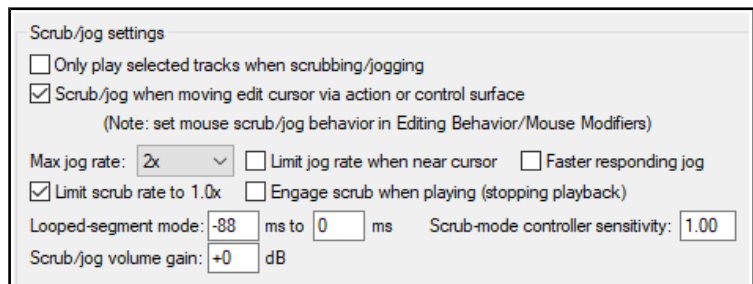 Scrub/jog settings
Only play selected tracks when scrubbing/jogging
Scrub/jog when moving edit cursor via action or control surface
(Note: set mouse scrub/jog behavior in Editing Behavior/Mouse Modifiers)
Max jog rate: 2x Limit jog rate when near cursor Faster responding jog
Limit scrub rate to 1.0x Engage scrub when playing (stopping playback)
Looped-segment mode: -88 ms to 0 ms Scrub-mode controller sensitivity: 1.00
Scrub/jog volume gain: +0 dB